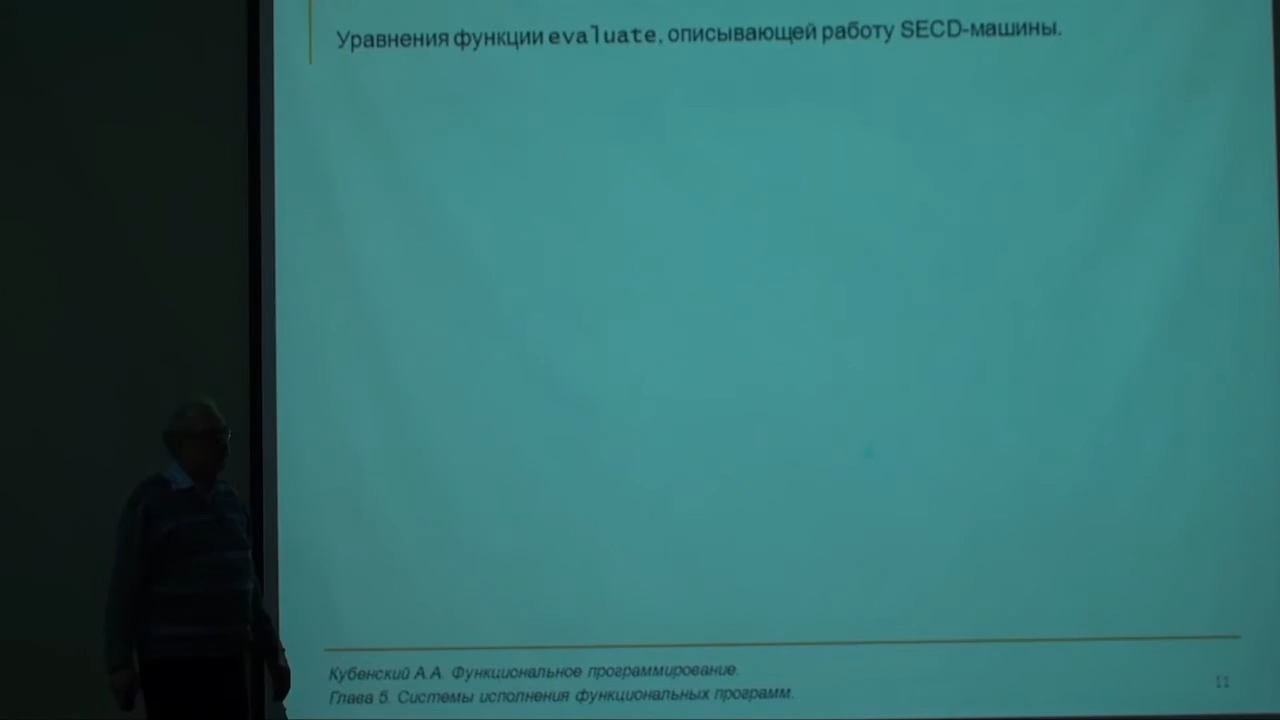 Уравнения функции evaluate, описывающей работу SECD-машины.
Кубенский А.А. Функциональное программирование.
Глава 5. Системы исполнения функциональных программ.
11